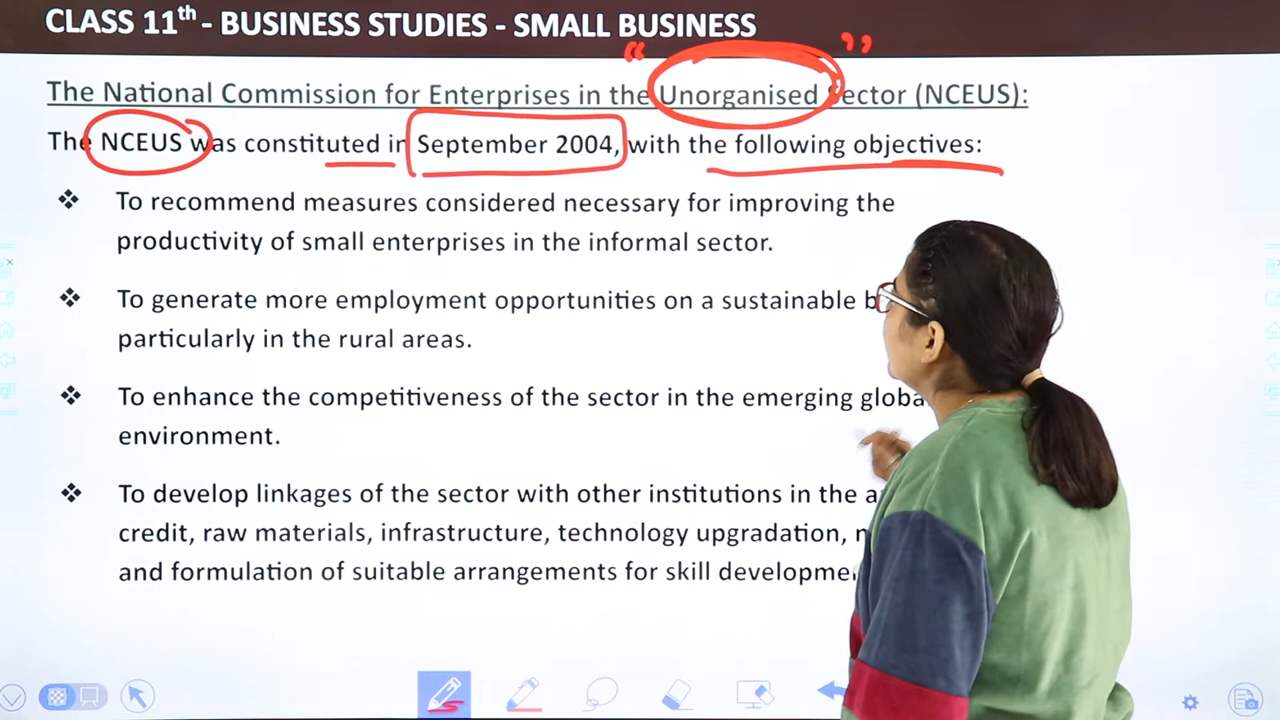 CLASS 11th - BUSINESS STUDIES - SMALL BUSINESS
The National Commission for Enterprises in the Unorganised Sector (NCEUS):
The NCEUS was constituted in September 2004, with the following objectives:
❖ To recommend measures considered necessary for improving the
productivity of small enterprises in the informal sector.
❖ To generate more employment opportunities on a sustainable
particularly in the rural areas.
❖ To enhance the competitiveness of the sector in the emerging
environment.
❖ To develop linkages of the sector with other institutions in the
credit, raw materials, infrastructure, technology upgradation,
and formulation of suitable arrangements for skill